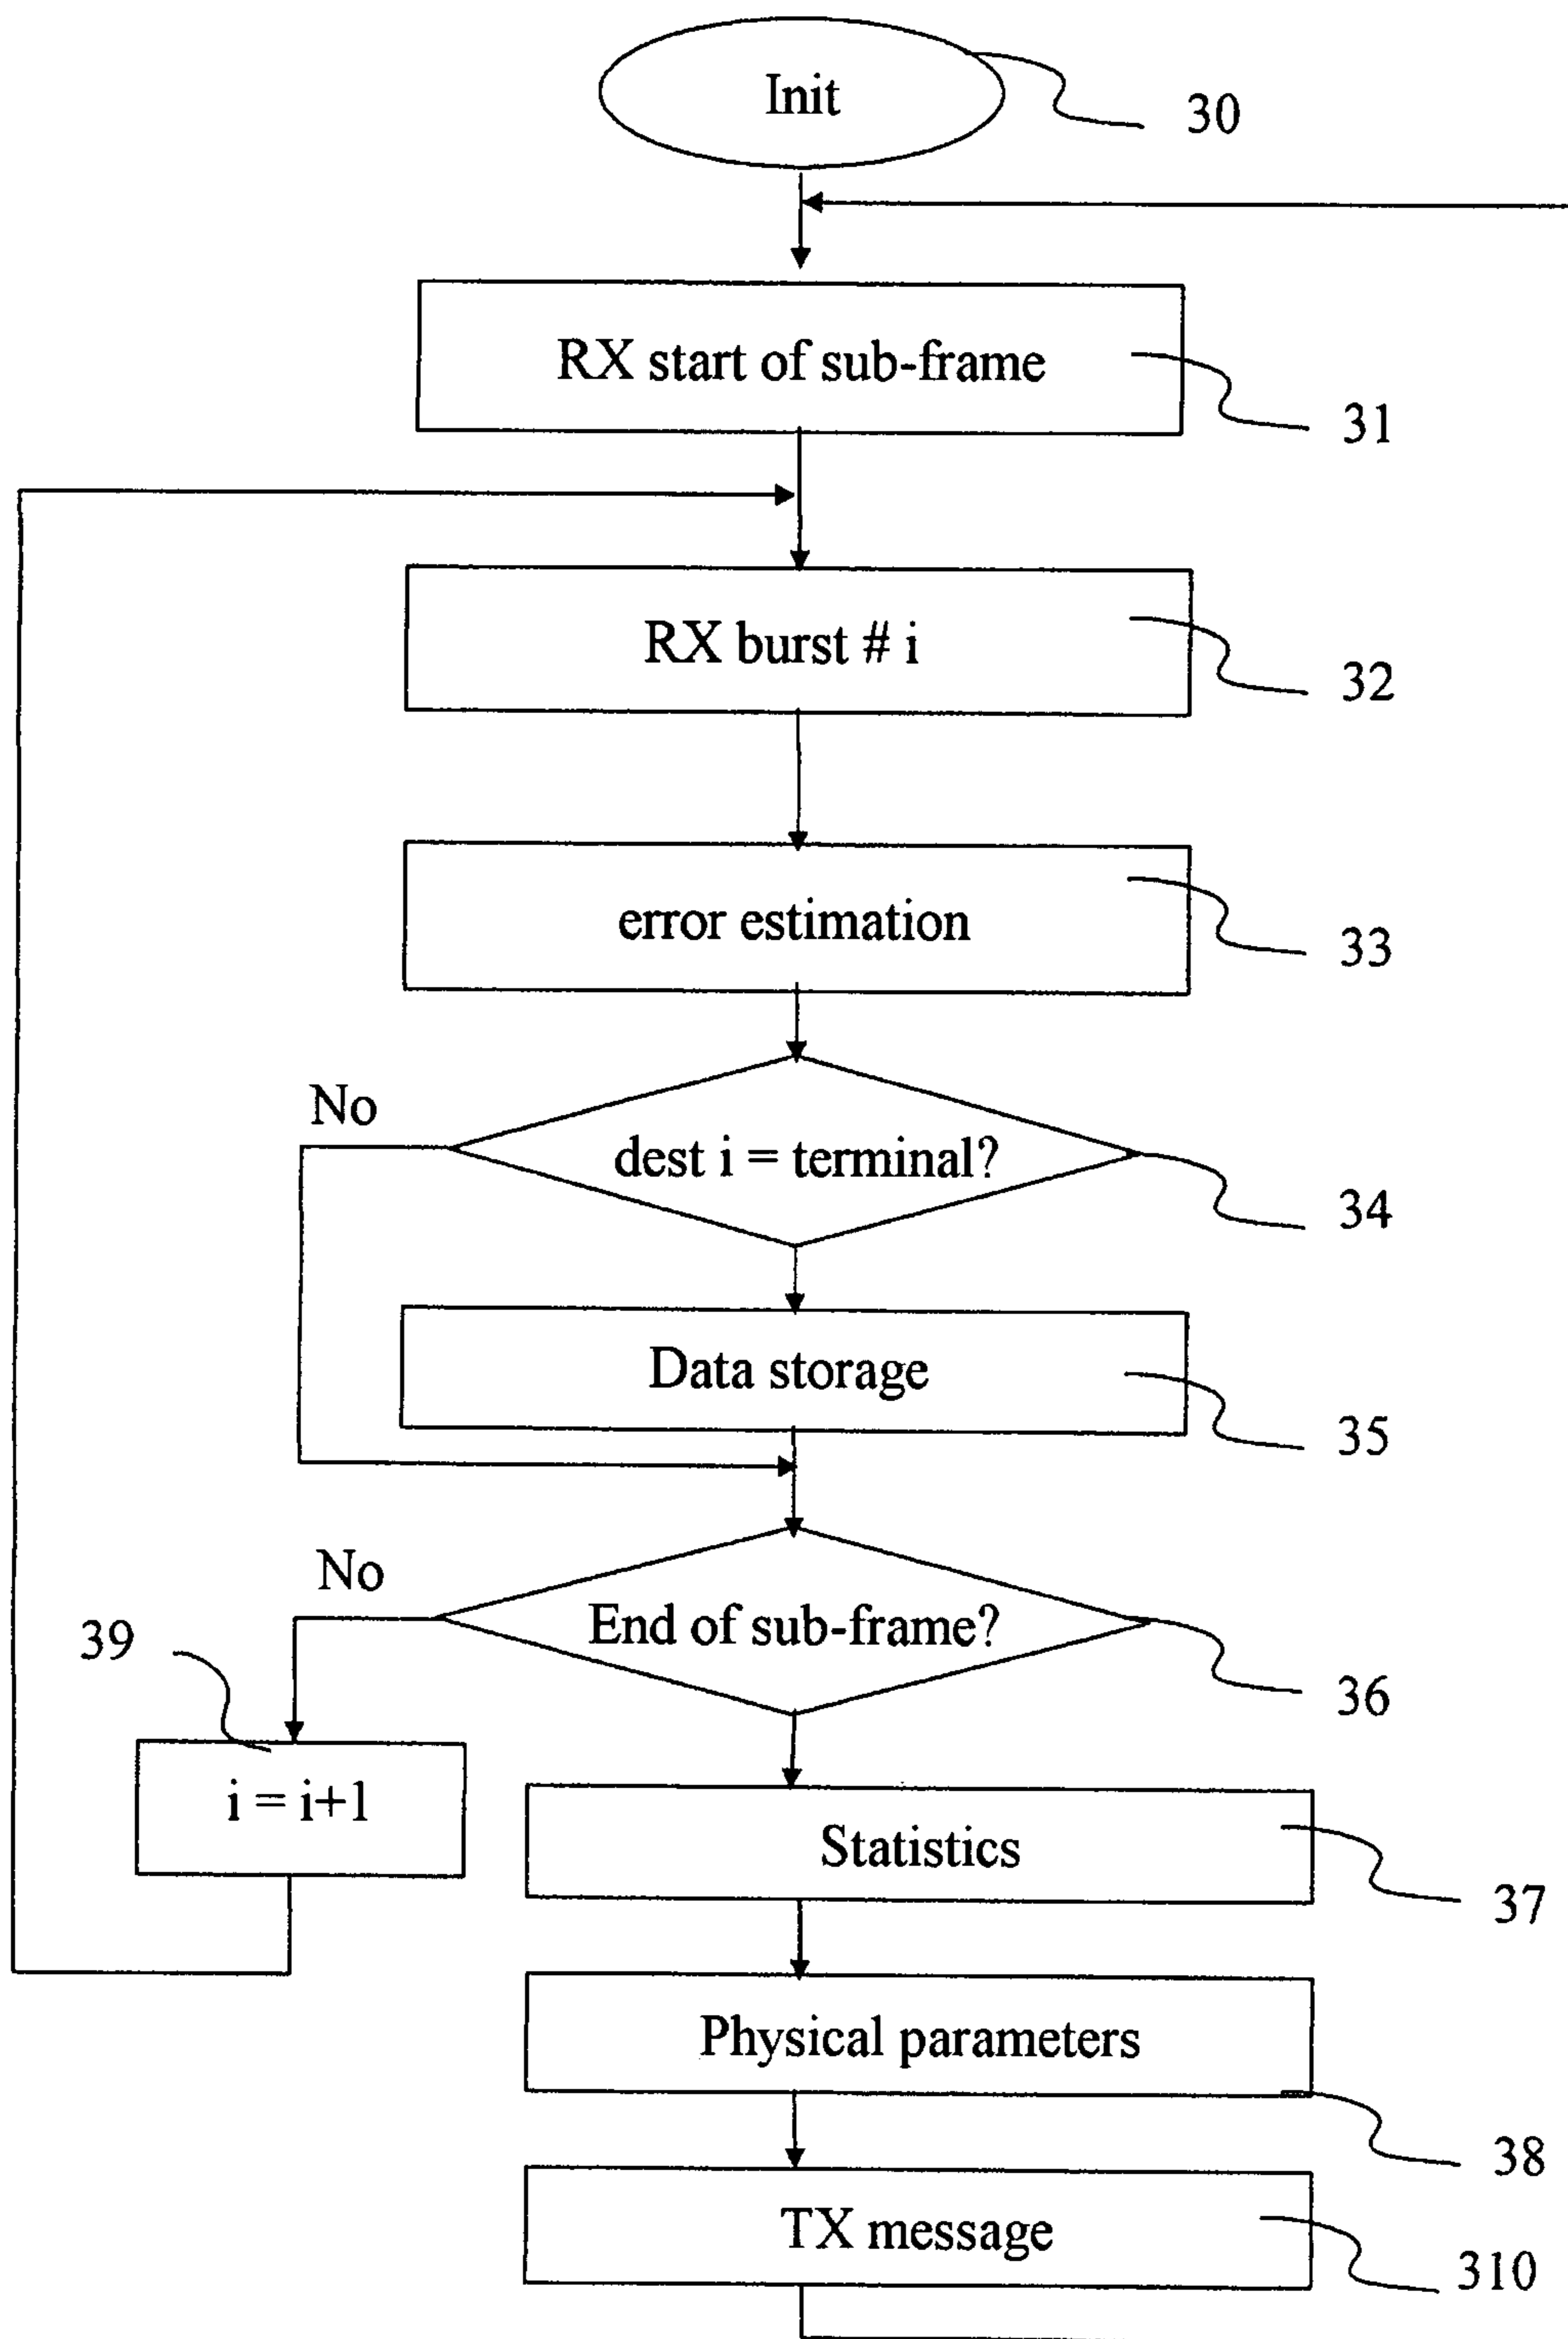 Init
30
RX start of sub-frame
31
RX burst # i
32
error estimation
33
No
dest i = terminal?
34
Data storage
35
No
End of sub-frame?
36
39
i = i+1
Statistics
37
Physical parameters
38
TX message
310